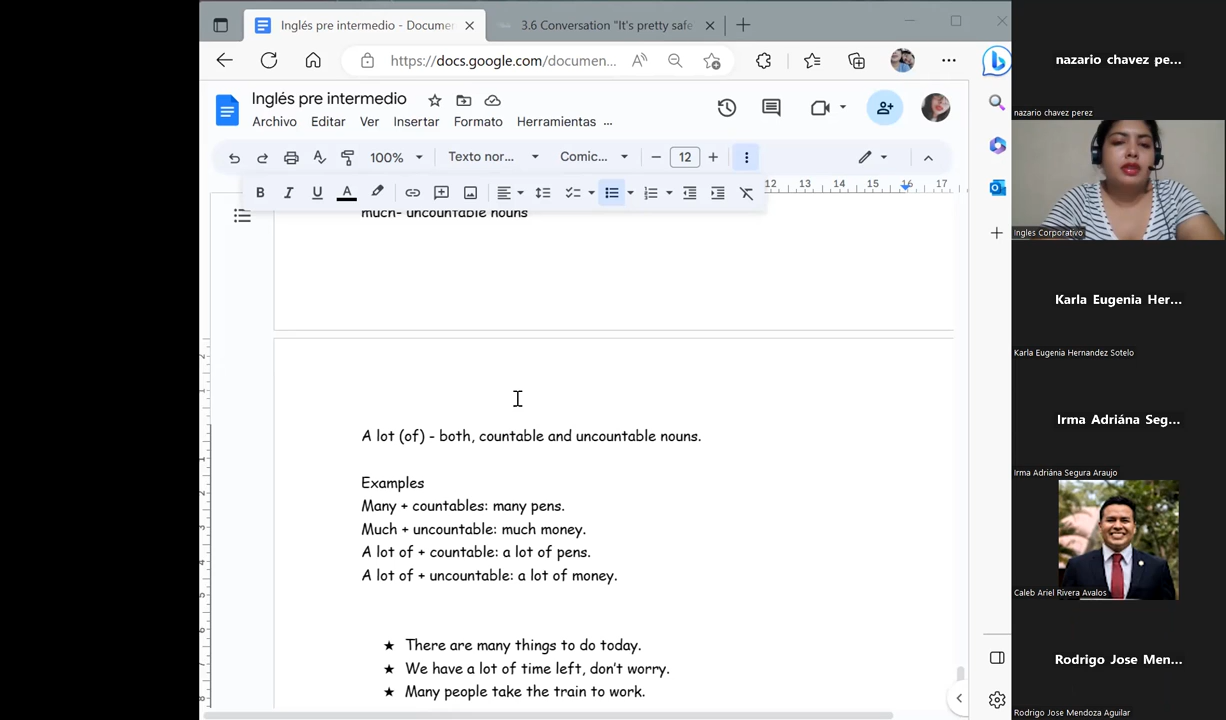 Inglés pre intermedio - Documen
3.6 Conversation "It's pretty safe
https://docs.google.com/documen...
Inglés pre intermedio
Archivo Editar Ver Insertar Formato Herramientas ...
100% Texto nor... Comic... 12
12 13 14 15 16 17
much- uncountable nouns
A lot (of) - both, countable and uncountable nouns.
Examples
Many + countables: many pens.
Much + uncountable: much money.
A lot of + countable: a lot of pens.
A lot of + uncountable: a lot of money.
★ There are many things to do today.
★ We have a lot of time left, don't worry.
★ Many people take the train to work.
nazario chavez pe...
nazario chavez perez
Ingles Corporativo
Karla Eugenia Her...
Karla Eugenia Hernandez Sotelo
Irma Adriána Seg...
Irma Adriána Segura Araujo
Caleb Ariel Rivera Avalos
Rodrigo Jose Men...
Rodrigo Jose Mendoza Aguilar